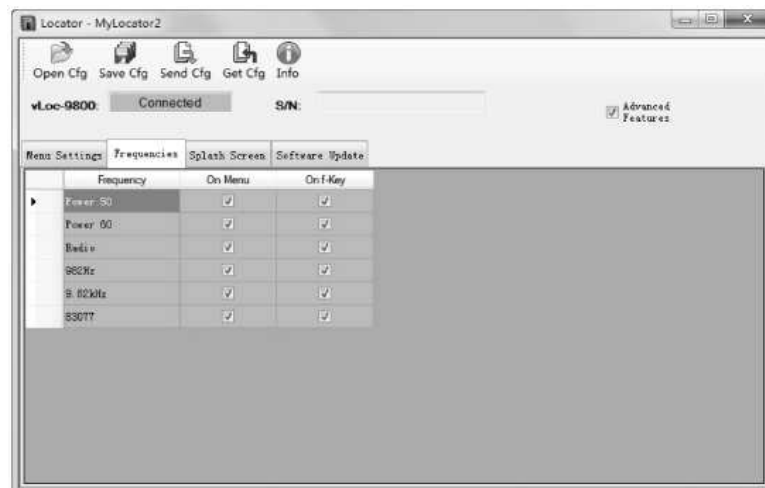 Locator - MyLocator2
Open Cfg Save Cfg Send Cfg Get Cfg Info
vLoc-9800: Connected S/N: Advanced
Features
Menu Settings Frequencies Splash Screen Software Update
Frequency On Menu On f-Key
Power 50
Power 60
Radio
982Hz
9.82kHz
83077